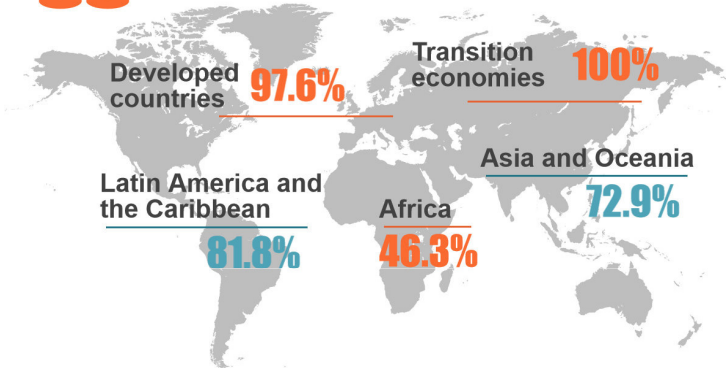 Developed
countries
97.6%
Transition
economies
100%
Latin America and
the Caribbean
81.8%
Africa
46.3%
Asia and Oceania
72.9%